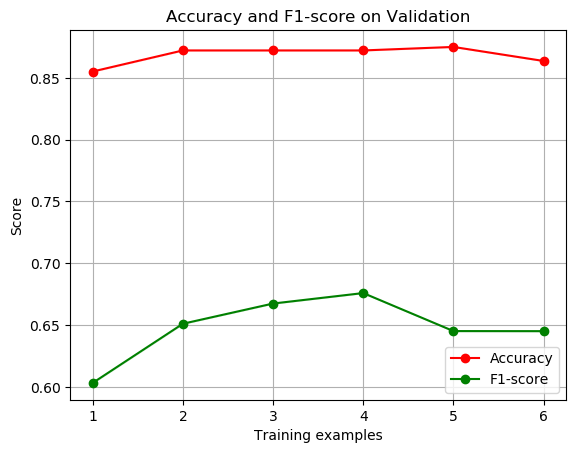 Accuracy and F1-score on Validation
Score
0.85
0.80
0.75
0.70
0.65
0.60
Accuracy
F1-score
1 2 3 4 5 6
Training examples